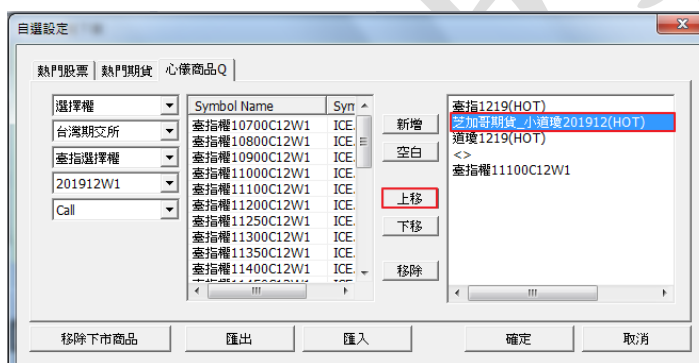 自選設定
熱門股票
熱門期貨
心儀商品Q
選擇權
台灣期交所
臺指選擇權
201912W1
Call
Symbol Name Sym
臺指權10700C12W1 ICE.
臺指權10800C12W1 ICE.
臺指權10900C12W1 ICE.
臺指權11000C12W1 ICE.
臺指權11100C12W1 ICE.
臺指權11200C12W1 ICE.
臺指權11250C12W1 ICE.
臺指權11300C12W1 ICE.
臺指權11350C12W1 ICE.
臺指權11400C12W1 ICE.
新增
空白
上移
下移
移除
臺指1219(HOT)
芝加哥期貨_小道瓊201912(HOT)
道瓊1219(HOT)
<>
臺指權11100C12W1
移除下市商品
匯出
匯入
確定
取消